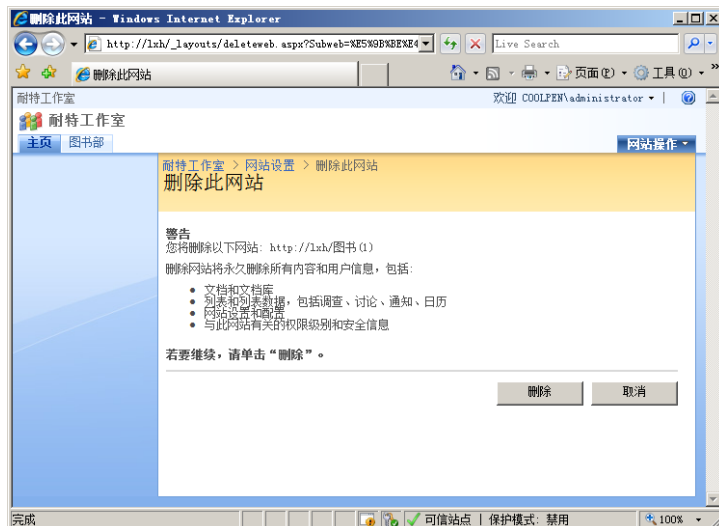 删除此网站 - Windows Internet Explorer
http://lxh/_layouts/deleteweb.aspx?Subweb=%E5%9B%BE%E4
Live Search
删除此网站
页面(P)
工具(O)
»
耐特工作室
欢迎 COOLPEN\administrator
耐特工作室
主页
图书部
网站操作
耐特工作室 > 网站设置 > 删除此网站
删除此网站
警告
您将删除以下网站: http://lxh/图书(1)
删除网站将永久删除所有内容和用户信息，包括:
文档和文档库
列表和列表数据，包括调查、讨论、通知、日历
网站设置和配置
与此网站有关的权限级别和安全信息
若要继续，请单击“删除”。
删除
取消
完成
可信站点 | 保护模式: 禁用
100%